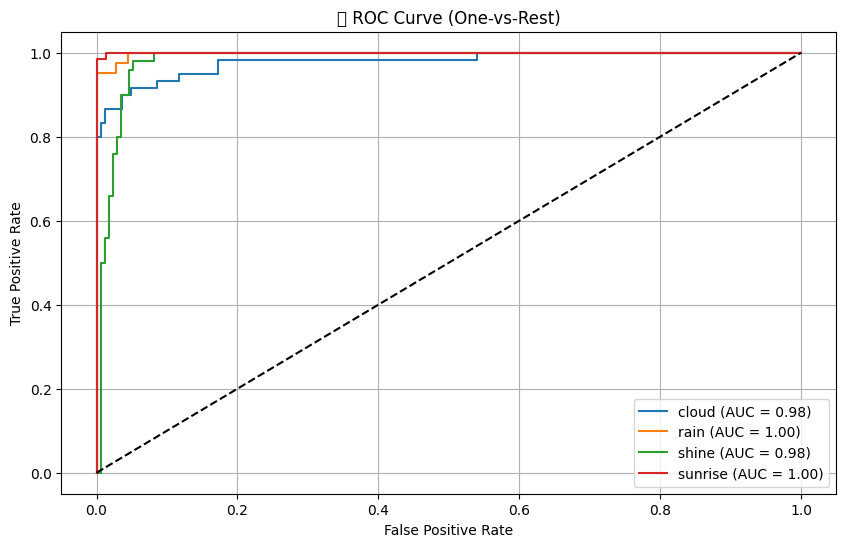 ▯ ROC Curve (One-vs-Rest)
True Positive Rate
1.0
0.8
0.6
0.4
0.2
0.0
cloud (AUC = 0.98)
rain (AUC = 1.00)
shine (AUC = 0.98)
sunrise (AUC = 1.00)
0.0 0.2 0.4 0.6 0.8 1.0
False Positive Rate